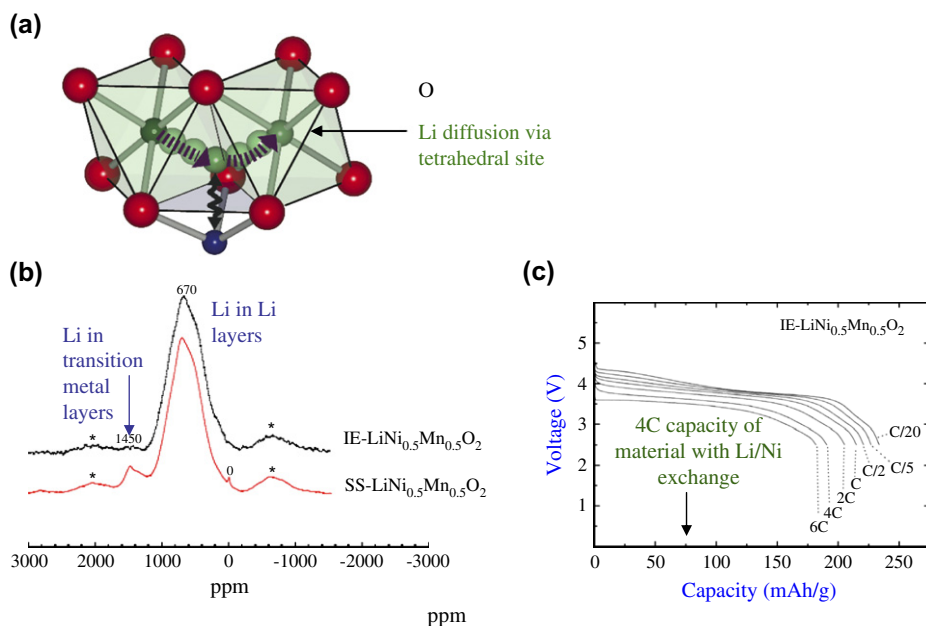 (a)
O
Li diffusion via
tetrahedral site
(b)
670
Li in Li
layers
Li in
transition
metal
layers
1450
*
*
IE-LiNi0.5Mn0.5O2
0
*
*
SS-LiNi0.5Mn0.5O2
3000 2000 1000 0 -1000 -2000 -3000
ppm
ppm
(c)
IE-LiNi0.5Mn0.5O2
5
4
3
2
1
Voltage (V)
4C capacity of
material with Li/Ni
exchange
C/20
C/5
C/2
C
2C
4C
6C
0 50 100 150 200 250
Capacity (mAh/g)